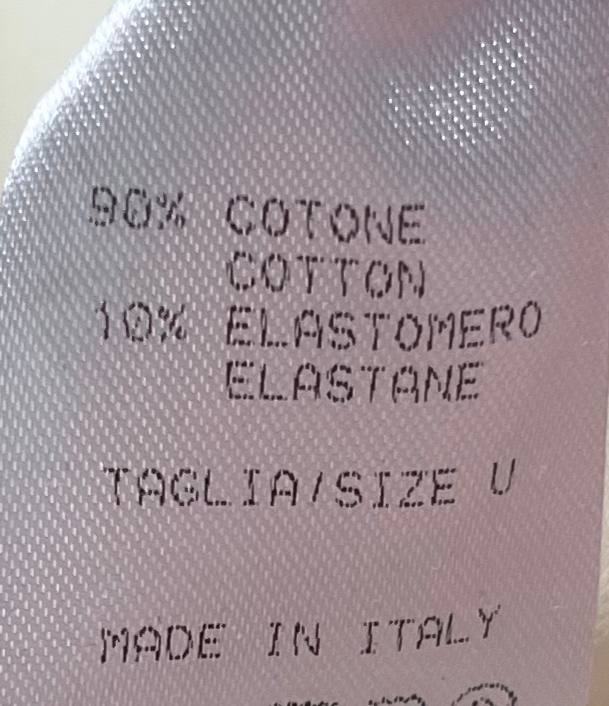 90% COTONE
COTTON
10% ELASTOMERO
ELASTANE
TAGLIA/SIZE U
MADE IN ITALY